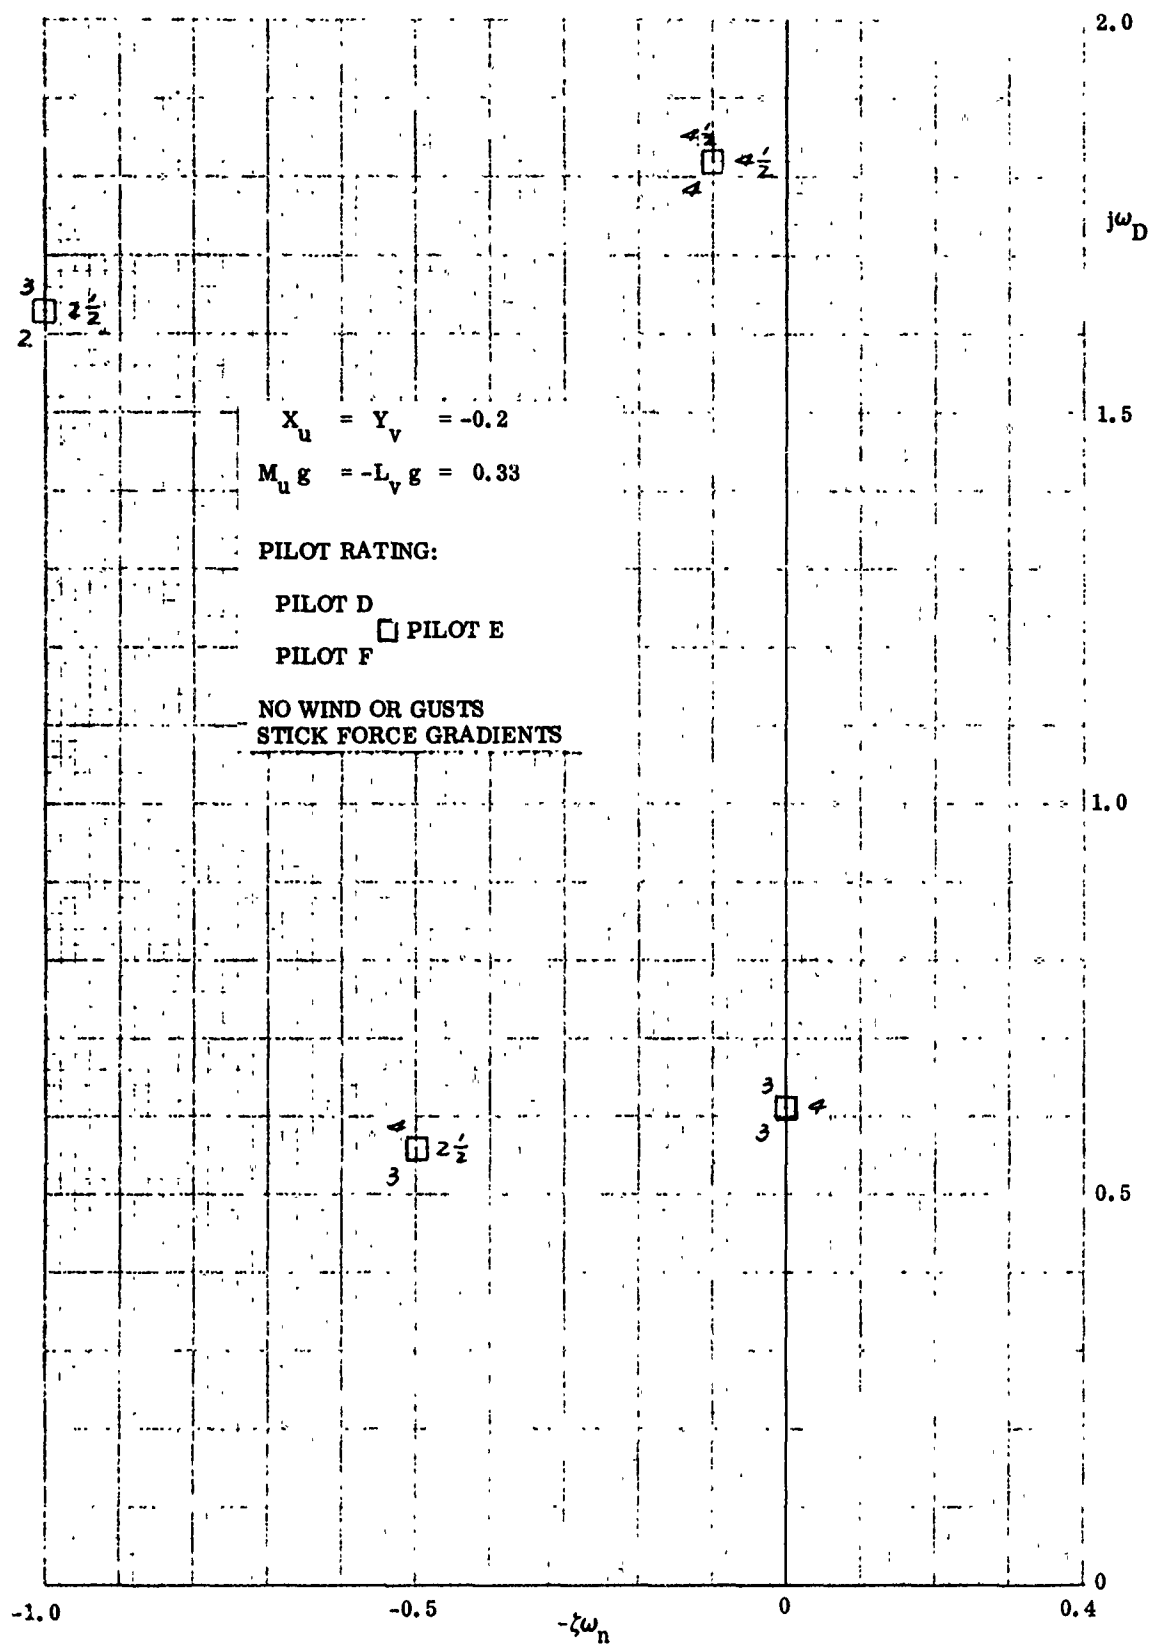 2.0
4 1/2
4 1/2
4
jω_D
3
2 1/2
2
X_u = Y_v = -0.2
1.5
M_u g = -L_v g = 0.33
PILOT RATING:
PILOT D
PILOT E
PILOT F
NO WIND OR GUSTS
STICK FORCE GRADIENTS
1.0
3
4
3
4
2 1/2
3
0.5
0
-1.0
-0.5
-ζω_n
0
0.4